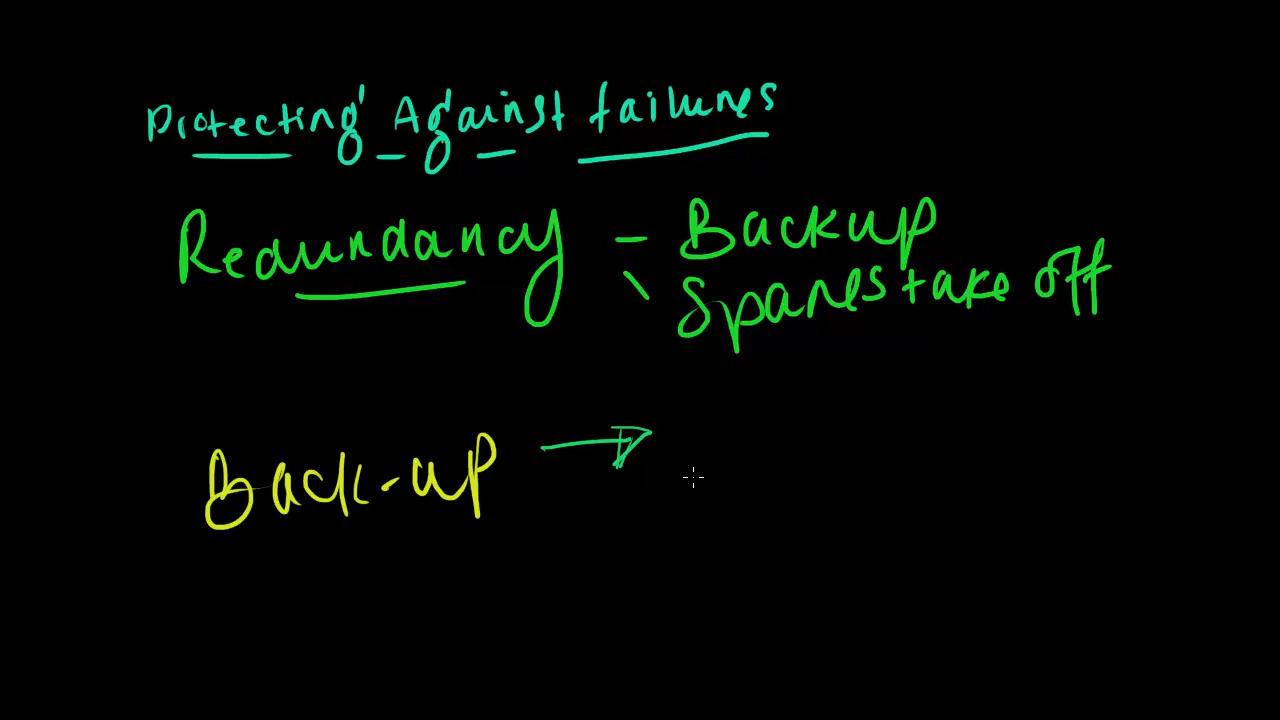 Protecting Against failures
Redundancy - Backup
Spares take off
Back-up